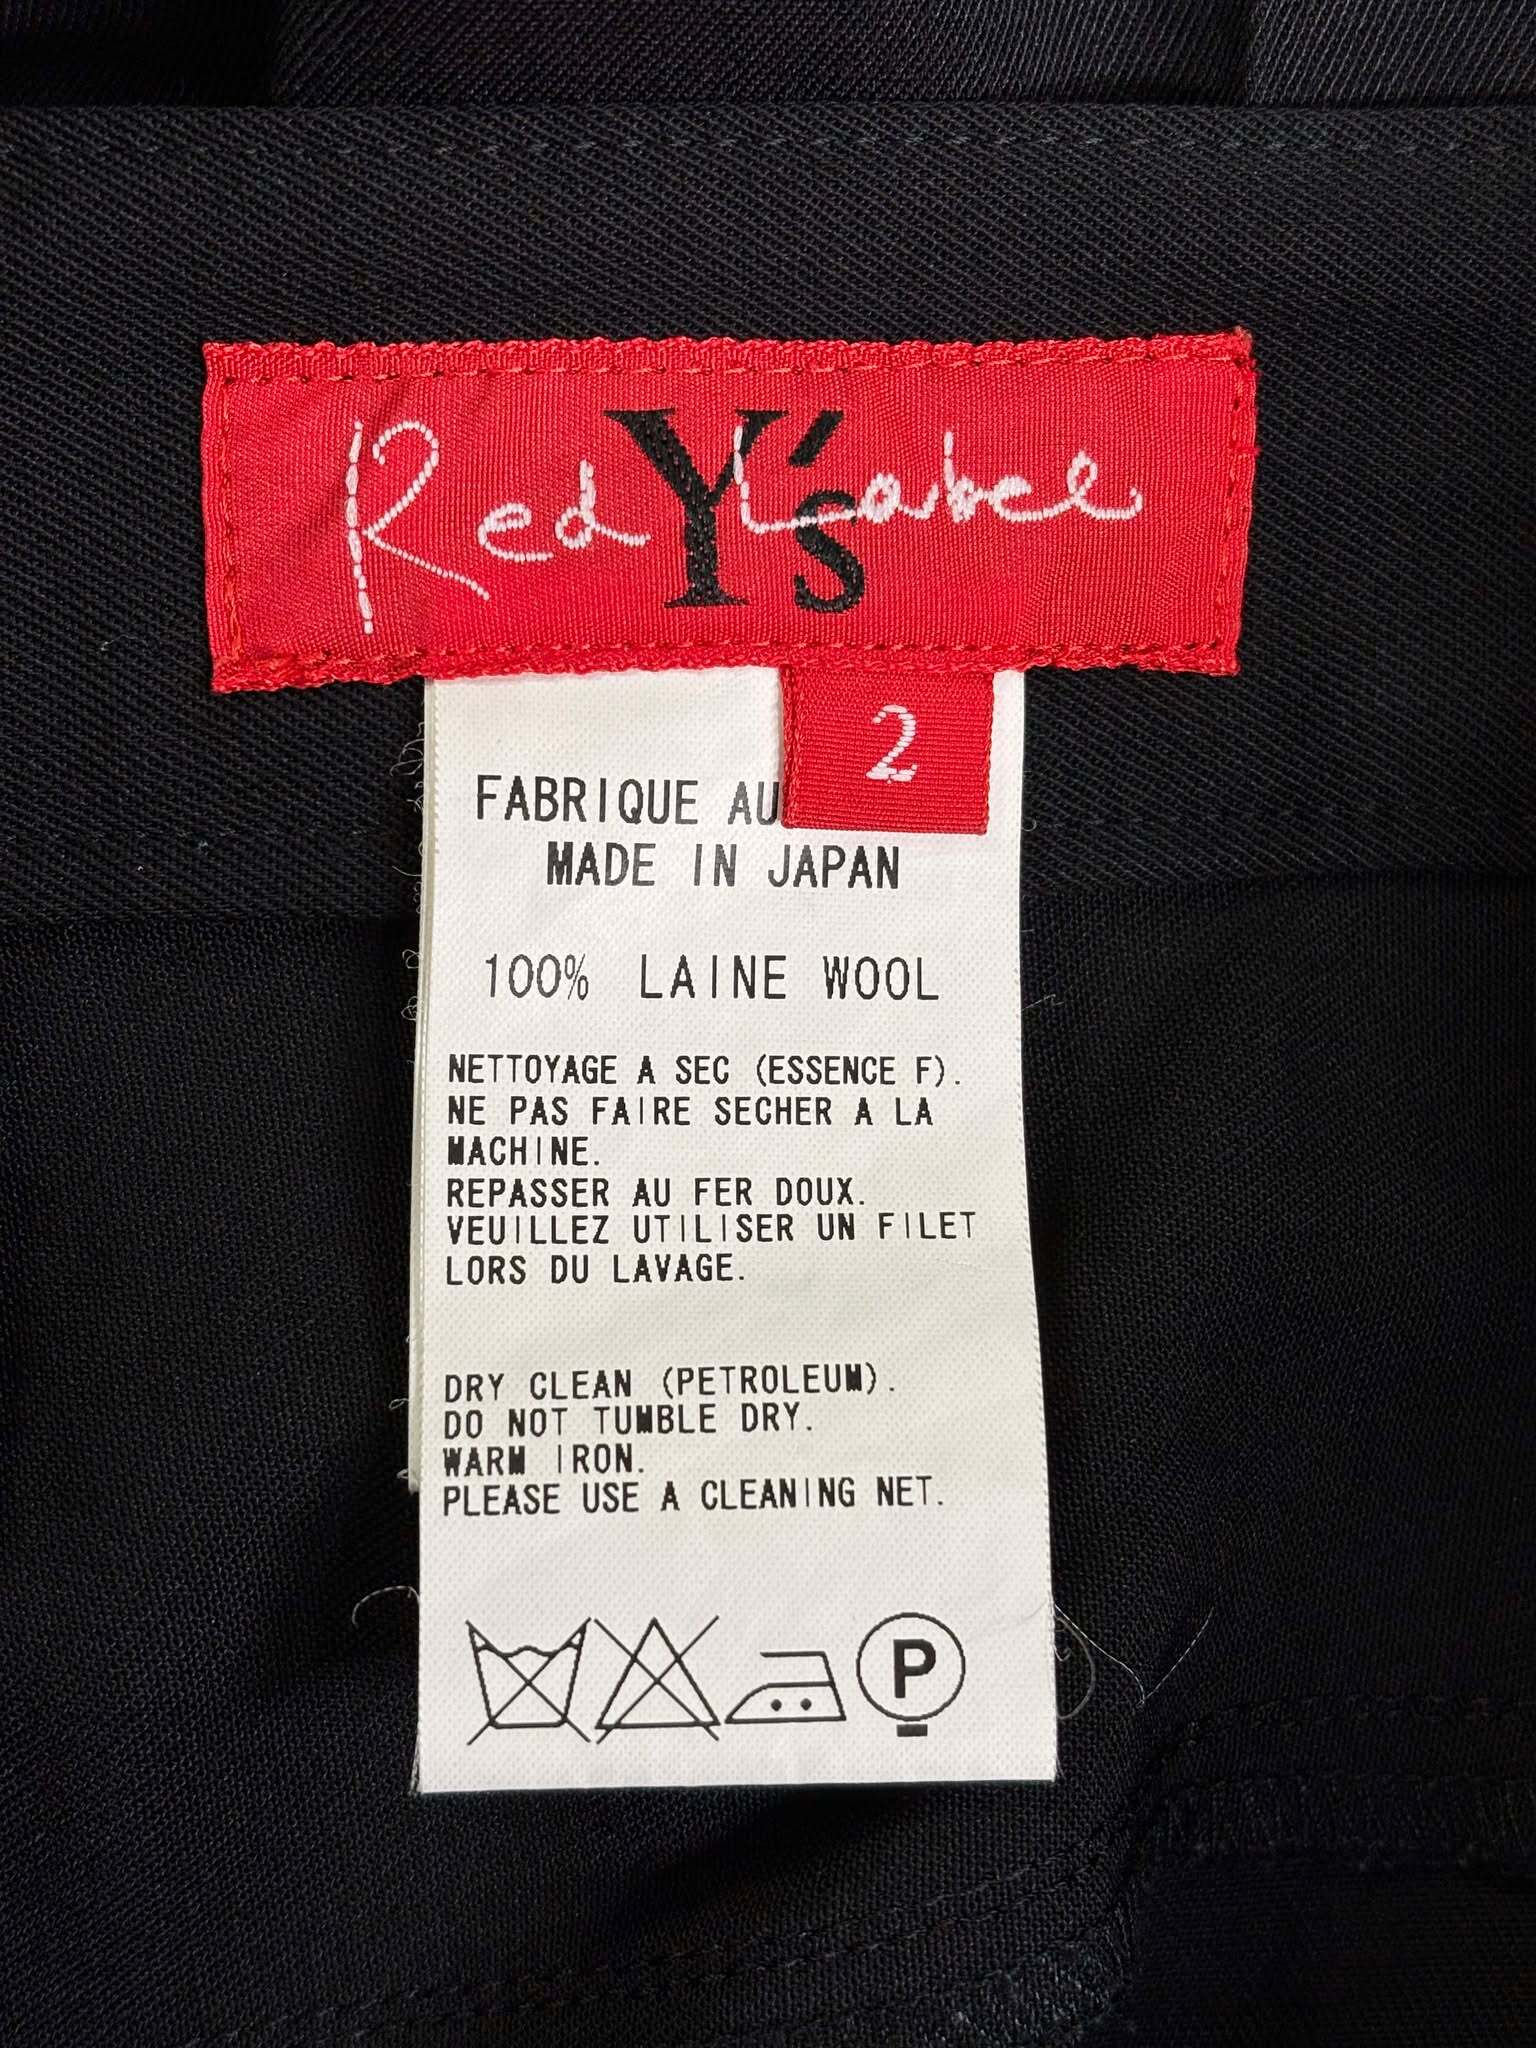 Y's
Red Label
2
FABRIQUE AU
MADE IN JAPAN
100% LAINE WOOL
NETTOYAGE A SEC (ESSENCE F).
NE PAS FAIRE SECHER A LA
MACHINE.
REPASSER AU FER DOUX.
VEUILLEZ UTILISER UN FILET
LORS DU LAVAGE.
DRY CLEAN (PETROLEUM).
DO NOT TUMBLE DRY.
WARM IRON.
PLEASE USE A CLEANING NET.
P